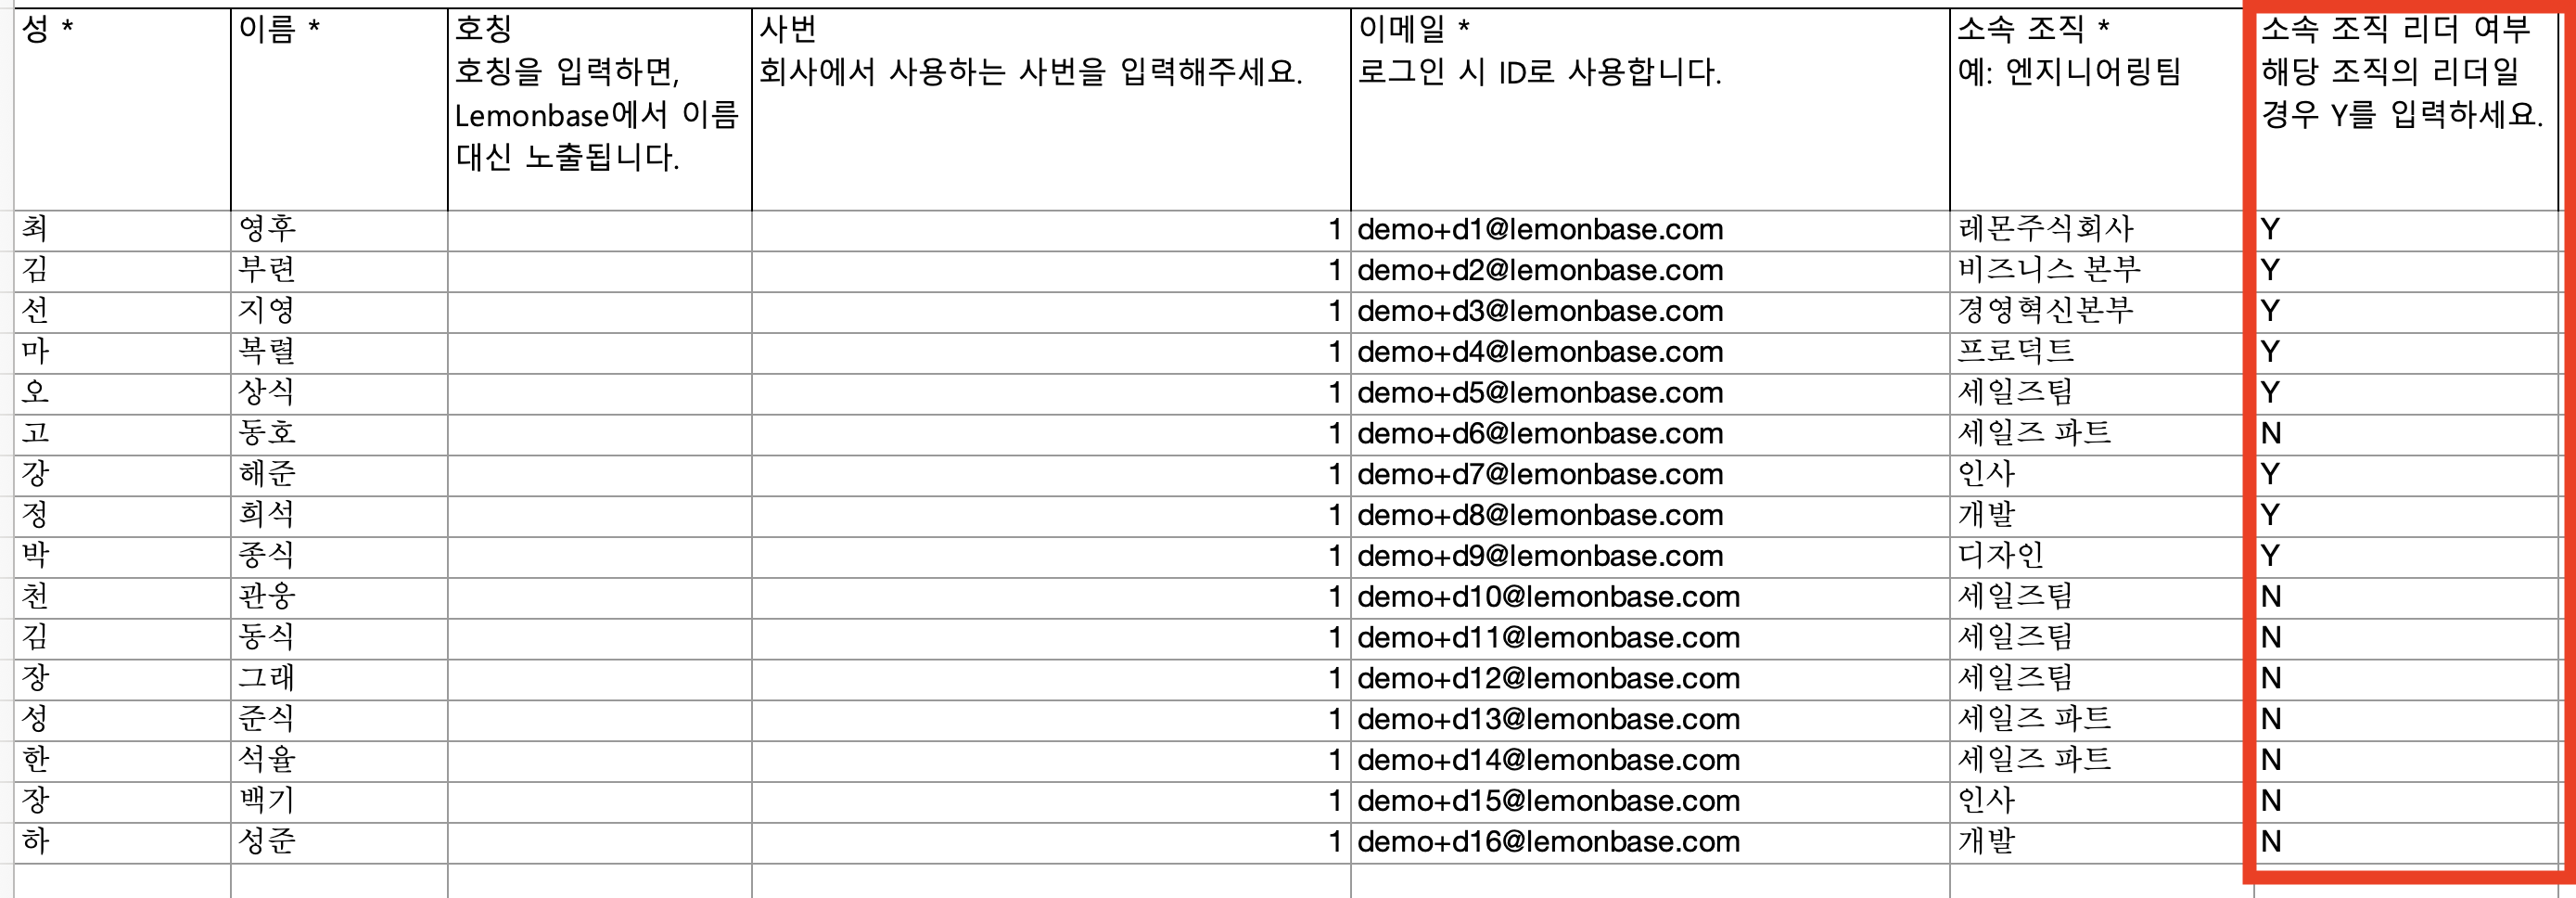 성 * 이름 * 호칭 사번 이메일 * 소속 조직 * 소속 조직 리더 여부
호칭을 입력하면, 회사에서 사용하는 사번을 입력해주세요. 로그인 시 ID로 사용합니다. 예: 엔지니어링팀 해당 조직의 리더일
Lemonbase에서 이름 경우 Y를 입력하세요.
대신 노출됩니다.
최 영후 1 demo+d1@lemonbase.com 레몬주식회사 Y
김 부련 1 demo+d2@lemonbase.com 비즈니스 본부 Y
선 지영 1 demo+d3@lemonbase.com 경영혁신본부 Y
마 복렬 1 demo+d4@lemonbase.com 프로덕트 Y
오 상식 1 demo+d5@lemonbase.com 세일즈팀 Y
고 동호 1 demo+d6@lemonbase.com 세일즈 파트 N
강 해준 1 demo+d7@lemonbase.com 인사 Y
정 희석 1 demo+d8@lemonbase.com 개발 Y
박 종식 1 demo+d9@lemonbase.com 디자인 Y
천 관웅 1 demo+d10@lemonbase.com 세일즈팀 N
김 동식 1 demo+d11@lemonbase.com 세일즈팀 N
장 그래 1 demo+d12@lemonbase.com 세일즈팀 N
성 준식 1 demo+d13@lemonbase.com 세일즈 파트 N
한 석율 1 demo+d14@lemonbase.com 세일즈 파트 N
장 백기 1 demo+d15@lemonbase.com 인사 N
하 성준 1 demo+d16@lemonbase.com 개발 N